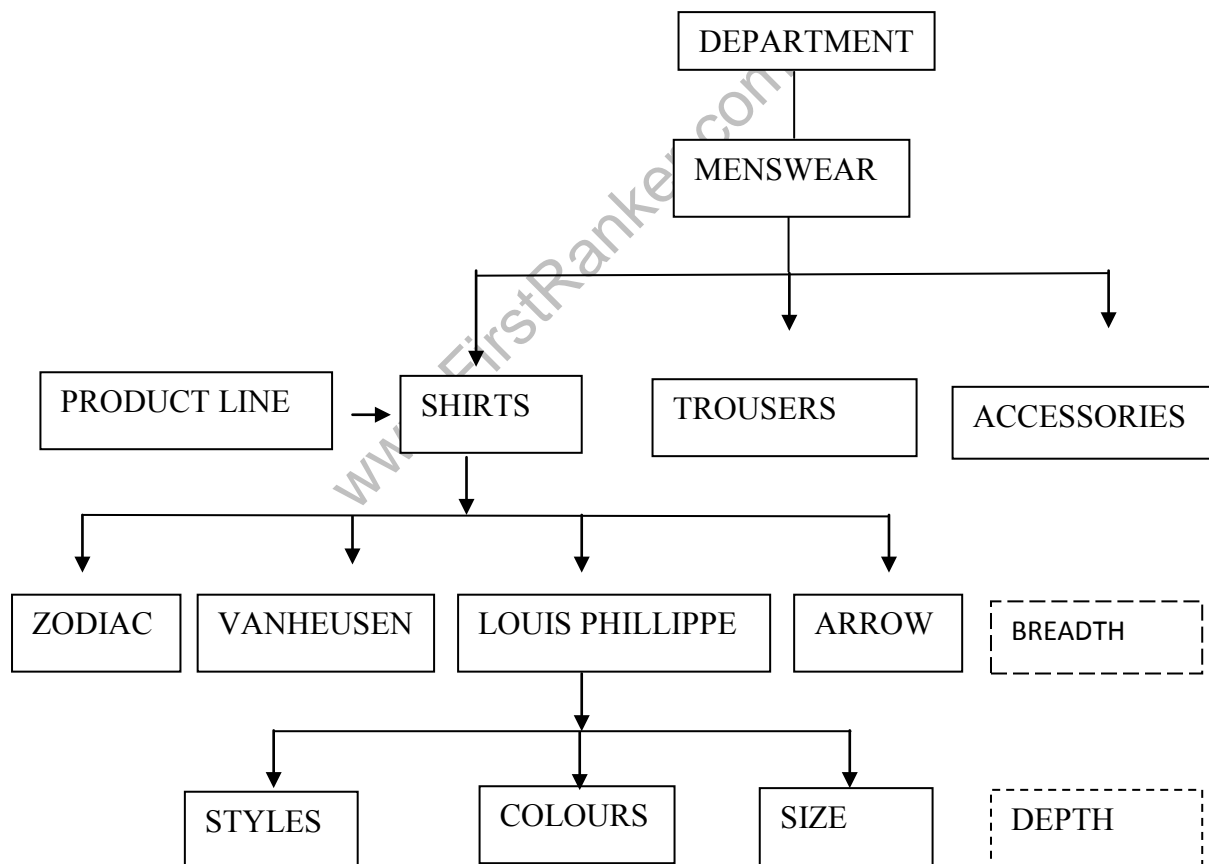 DEPARTMENT
MENSWEAR
www.FirstRanker.com
PRODUCT LINE
SHIRTS
TROUSERS
ACCESSORIES
ZODIAC
VANHEUSEN
LOUIS PHILLIPPE
ARROW
BREADTH
STYLES
COLOURS
SIZE
DEPTH